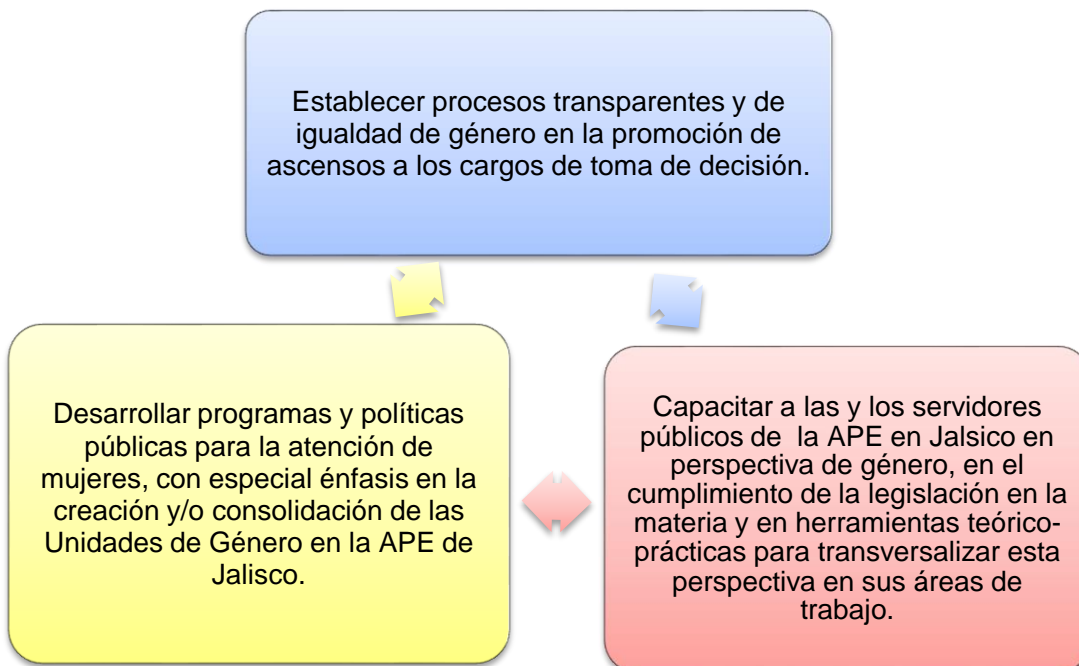 Establecer procesos transparentes y de
igualdad de género en la promoción de
ascensos a los cargos de toma de decisión.
Desarrollar programas y políticas
públicas para la atención de
mujeres, con especial énfasis en la
creación y/o consolidación de las
Unidades de Género en la APE de
Jalisco.
Capacitar a las y los servidores
públicos de  la APE en Jalsico en
perspectiva de género, en el
cumplimiento de la legislación en la
materia y en herramientas teórico-
prácticas para transversalizar esta
perspectiva en sus áreas de
trabajo.